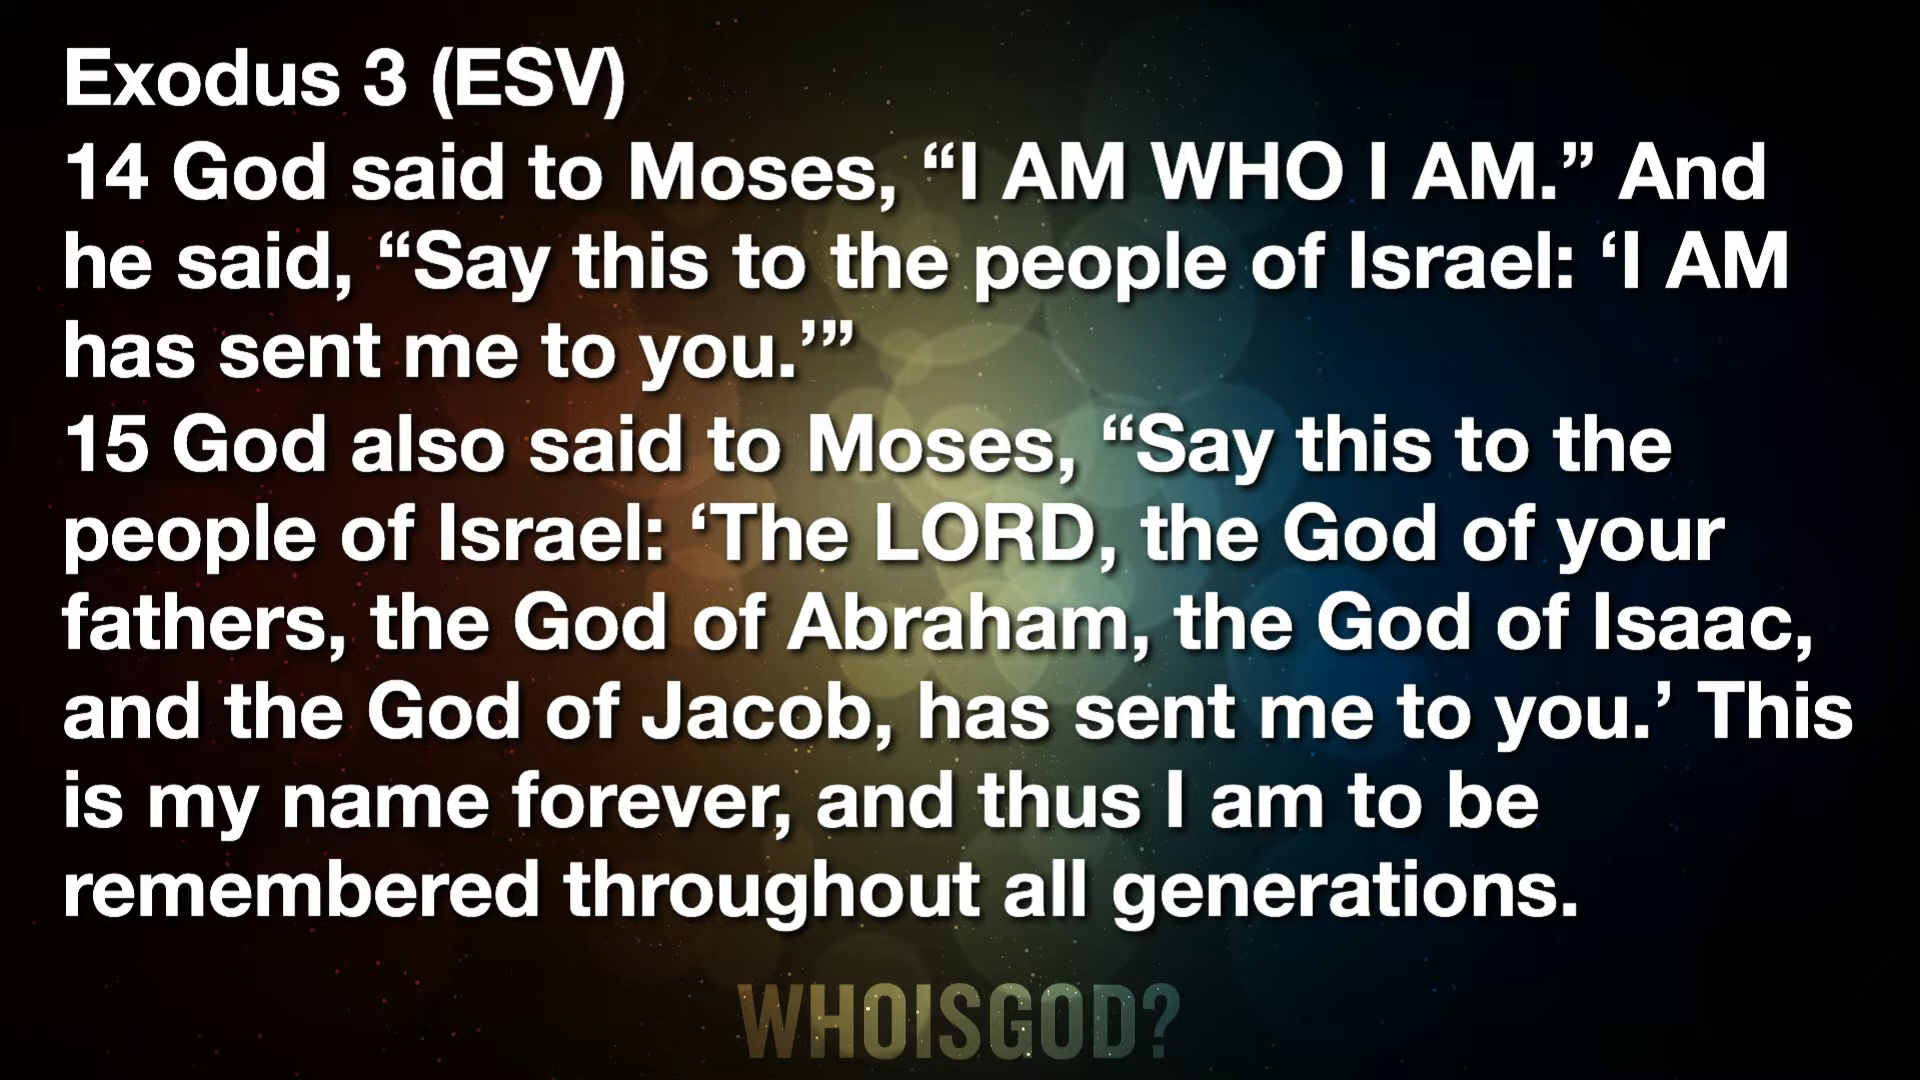 Exodus 3 (ESV)
14 God said to Moses, “I AM WHO I AM.” And
he said, “Say this to the people of Israel: ‘I AM
has sent me to you.’”
15 God also said to Moses, “Say this to the
people of Israel: ‘The LORD, the God of your
fathers, the God of Abraham, the God of Isaac,
and the God of Jacob, has sent me to you.’ This
is my name forever, and thus I am to be
remembered throughout all generations.
WHOISGOD?